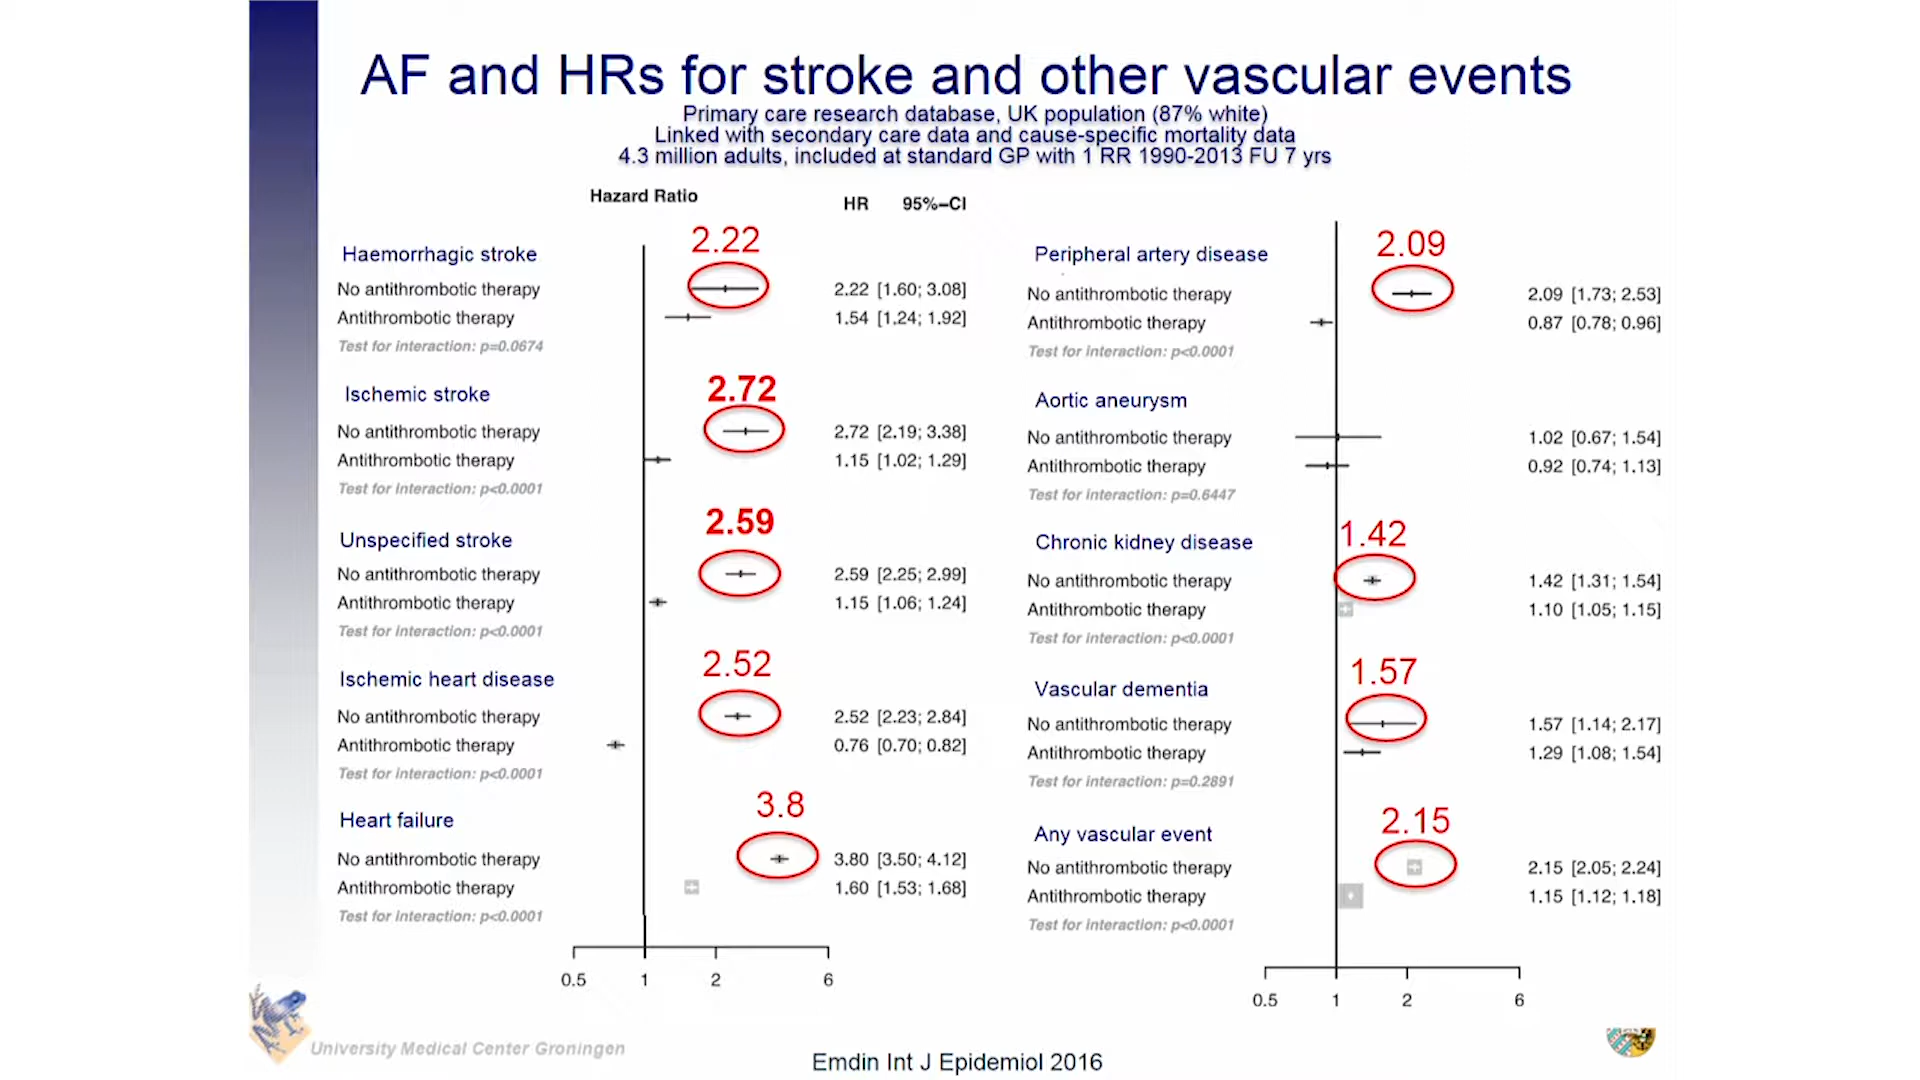 AF and HRs for stroke and other vascular events
Primary care research database, UK population (87% white)
Linked with secondary care data and cause-specific mortality data
4.3 million adults, included at standard GP with 1 RR 1990-2013 FU 7 yrs
Hazard Ratio
HR 95%-CI
Haemorrhagic stroke
2.22
No antithrombotic therapy 2.22 [1.60; 3.08]
Antithrombotic therapy 1.54 [1.24; 1.92]
Test for interaction: p=0.0674
Ischemic stroke
2.72
No antithrombotic therapy 2.72 [2.19; 3.38]
Antithrombotic therapy 1.15 [1.02; 1.29]
Test for interaction: p<0.0001
Unspecified stroke
2.59
No antithrombotic therapy 2.59 [2.25; 2.99]
Antithrombotic therapy 1.15 [1.06; 1.24]
Test for interaction: p<0.0001
Ischemic heart disease
2.52
No antithrombotic therapy 2.52 [2.23; 2.84]
Antithrombotic therapy 0.76 [0.70; 0.82]
Test for interaction: p<0.0001
Heart failure
3.8
No antithrombotic therapy 3.80 [3.50; 4.12]
Antithrombotic therapy 1.60 [1.53; 1.68]
Test for interaction: p<0.0001
0.5 1 2 6
Peripheral artery disease
2.09
No antithrombotic therapy 2.09 [1.73; 2.53]
Antithrombotic therapy 0.87 [0.78; 0.96]
Test for interaction: p<0.0001
Aortic aneurysm
No antithrombotic therapy 1.02 [0.67; 1.54]
Antithrombotic therapy 0.92 [0.74; 1.13]
Test for interaction: p=0.6447
Chronic kidney disease
1.42
No antithrombotic therapy 1.42 [1.31; 1.54]
Antithrombotic therapy 1.10 [1.05; 1.15]
Test for interaction: p<0.0001
Vascular dementia
1.57
No antithrombotic therapy 1.57 [1.14; 2.17]
Antithrombotic therapy 1.29 [1.08; 1.54]
Test for interaction: p=0.2891
Any vascular event
2.15
No antithrombotic therapy 2.15 [2.05; 2.24]
Antithrombotic therapy 1.15 [1.12; 1.18]
Test for interaction: p<0.0001
0.5 1 2 6
University Medical Center Groningen
Emdin Int J Epidemiol 2016